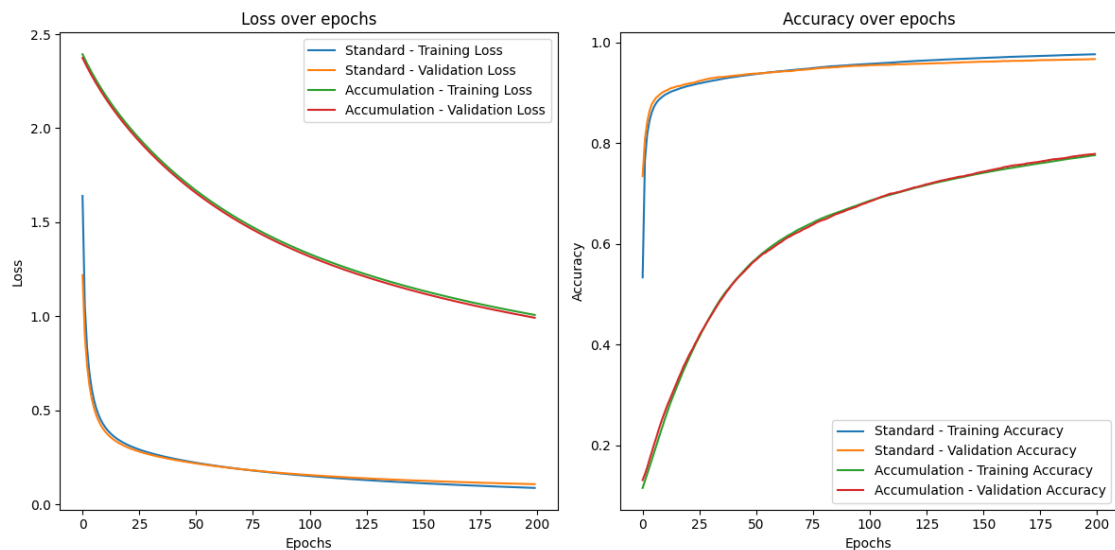 Loss over epochs
2.5
2.0
1.5
1.0
0.5
0.0
Loss
0
25
50
75
100
125
150
175
200
Epochs
Standard - Training Loss
Standard - Validation Loss
Accumulation - Training Loss
Accumulation - Validation Loss
Accuracy over epochs
1.0
0.8
0.6
0.4
0.2
Accuracy
0
25
50
75
100
125
150
175
200
Epochs
Standard - Training Accuracy
Standard - Validation Accuracy
Accumulation - Training Accuracy
Accumulation - Validation Accuracy